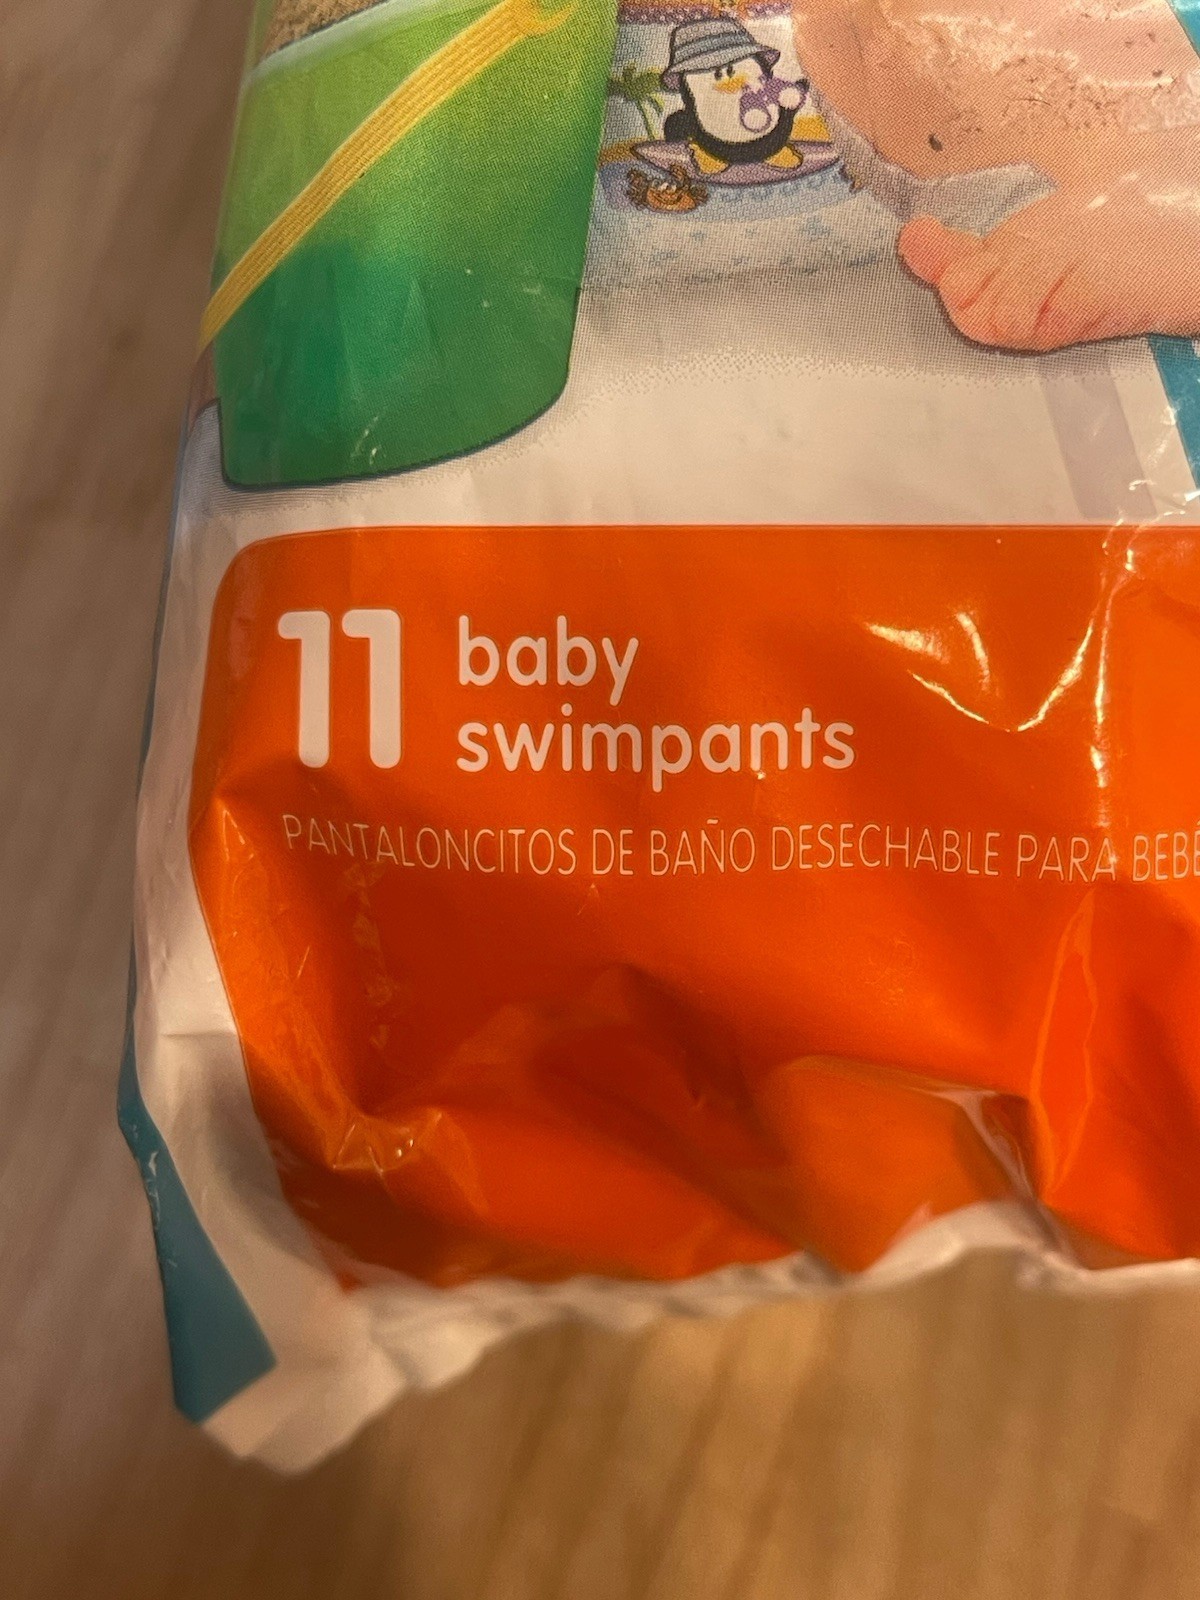 11 baby
swimpants
PANTALONCITOS DE BAÑO DESECHABLE PARA